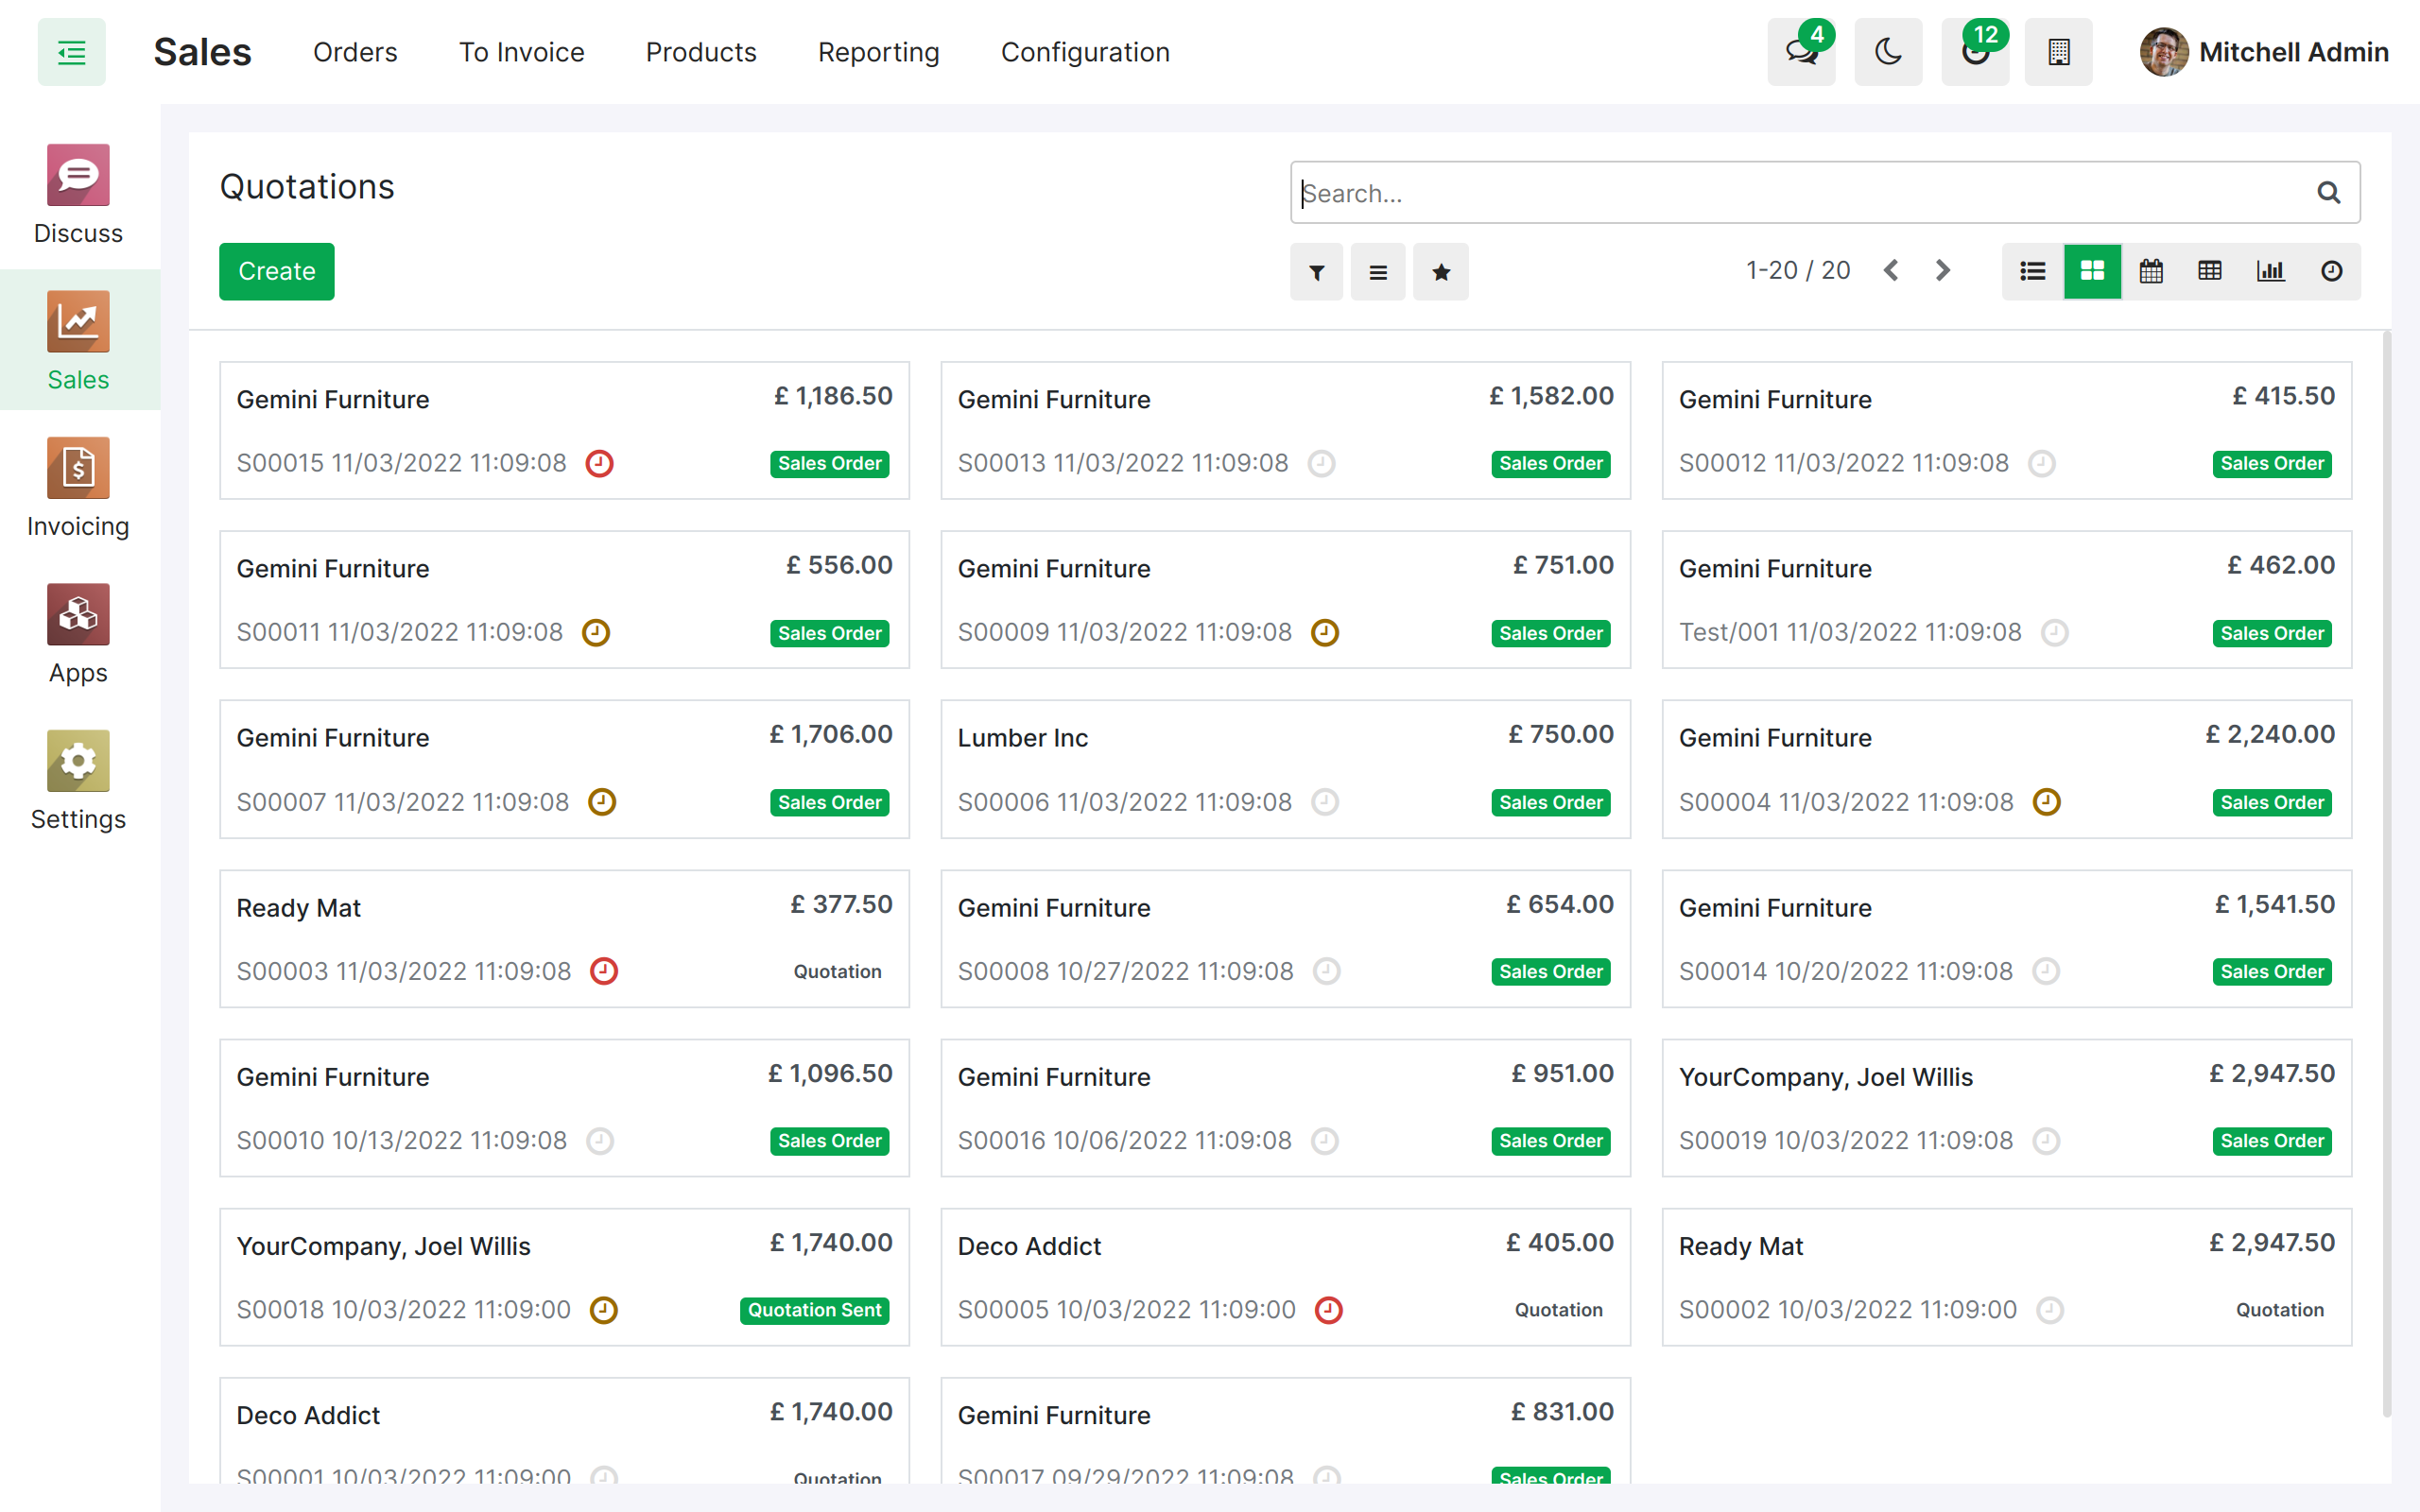 Sales
Orders
To Invoice
Products
Reporting
Configuration
4
12
Mitchell Admin
Discuss
Sales
Invoicing
Apps
Settings
Quotations
Search...
Create
1-20 / 20
Gemini Furniture
£ 1,186.50
S00015 11/03/2022 11:09:08
Sales Order
Gemini Furniture
£ 1,582.00
S00013 11/03/2022 11:09:08
Sales Order
Gemini Furniture
£ 415.50
S00012 11/03/2022 11:09:08
Sales Order
Gemini Furniture
£ 556.00
S00011 11/03/2022 11:09:08
Sales Order
Gemini Furniture
£ 751.00
S00009 11/03/2022 11:09:08
Sales Order
Gemini Furniture
£ 462.00
Test/001 11/03/2022 11:09:08
Sales Order
Gemini Furniture
£ 1,706.00
S00007 11/03/2022 11:09:08
Sales Order
Lumber Inc
£ 750.00
S00006 11/03/2022 11:09:08
Sales Order
Gemini Furniture
£ 2,240.00
S00004 11/03/2022 11:09:08
Sales Order
Ready Mat
£ 377.50
S00003 11/03/2022 11:09:08
Quotation
Gemini Furniture
£ 654.00
S00008 10/27/2022 11:09:08
Sales Order
Gemini Furniture
£ 1,541.50
S00014 10/20/2022 11:09:08
Sales Order
Gemini Furniture
£ 1,096.50
S00010 10/13/2022 11:09:08
Sales Order
Gemini Furniture
£ 951.00
S00016 10/06/2022 11:09:08
Sales Order
YourCompany, Joel Willis
£ 2,947.50
S00019 10/03/2022 11:09:08
Sales Order
YourCompany, Joel Willis
£ 1,740.00
S00018 10/03/2022 11:09:00
Quotation Sent
Deco Addict
£ 405.00
S00005 10/03/2022 11:09:00
Quotation
Ready Mat
£ 2,947.50
S00002 10/03/2022 11:09:00
Quotation
Deco Addict
£ 1,740.00
S00001 10/03/2022 11:09:00
Quotation
Gemini Furniture
£ 831.00
S00017 09/29/2022 11:09:08
Sales Order